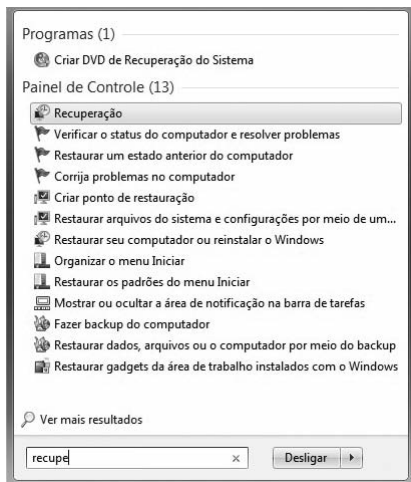 Programas (1)
Criar DVD de Recuperação do Sistema
Painel de Controle (13)
Recuperação
Verificar o status do computador e resolver problemas
Restaurar um estado anterior do computador
Corrija problemas no computador
Criar ponto de restauração
Restaurar arquivos do sistema e configurações por meio de um...
Restaurar seu computador ou reinstalar o Windows
Organizar o menu Iniciar
Restaurar os padrões do menu Iniciar
Mostrar ou ocultar a área de notificação na barra de tarefas
Fazer backup do computador
Restaurar dados, arquivos ou o computador por meio do backup
Restaurar gadgets da área de trabalho instalados com o Windows
Ver mais resultados
recupe Desligar